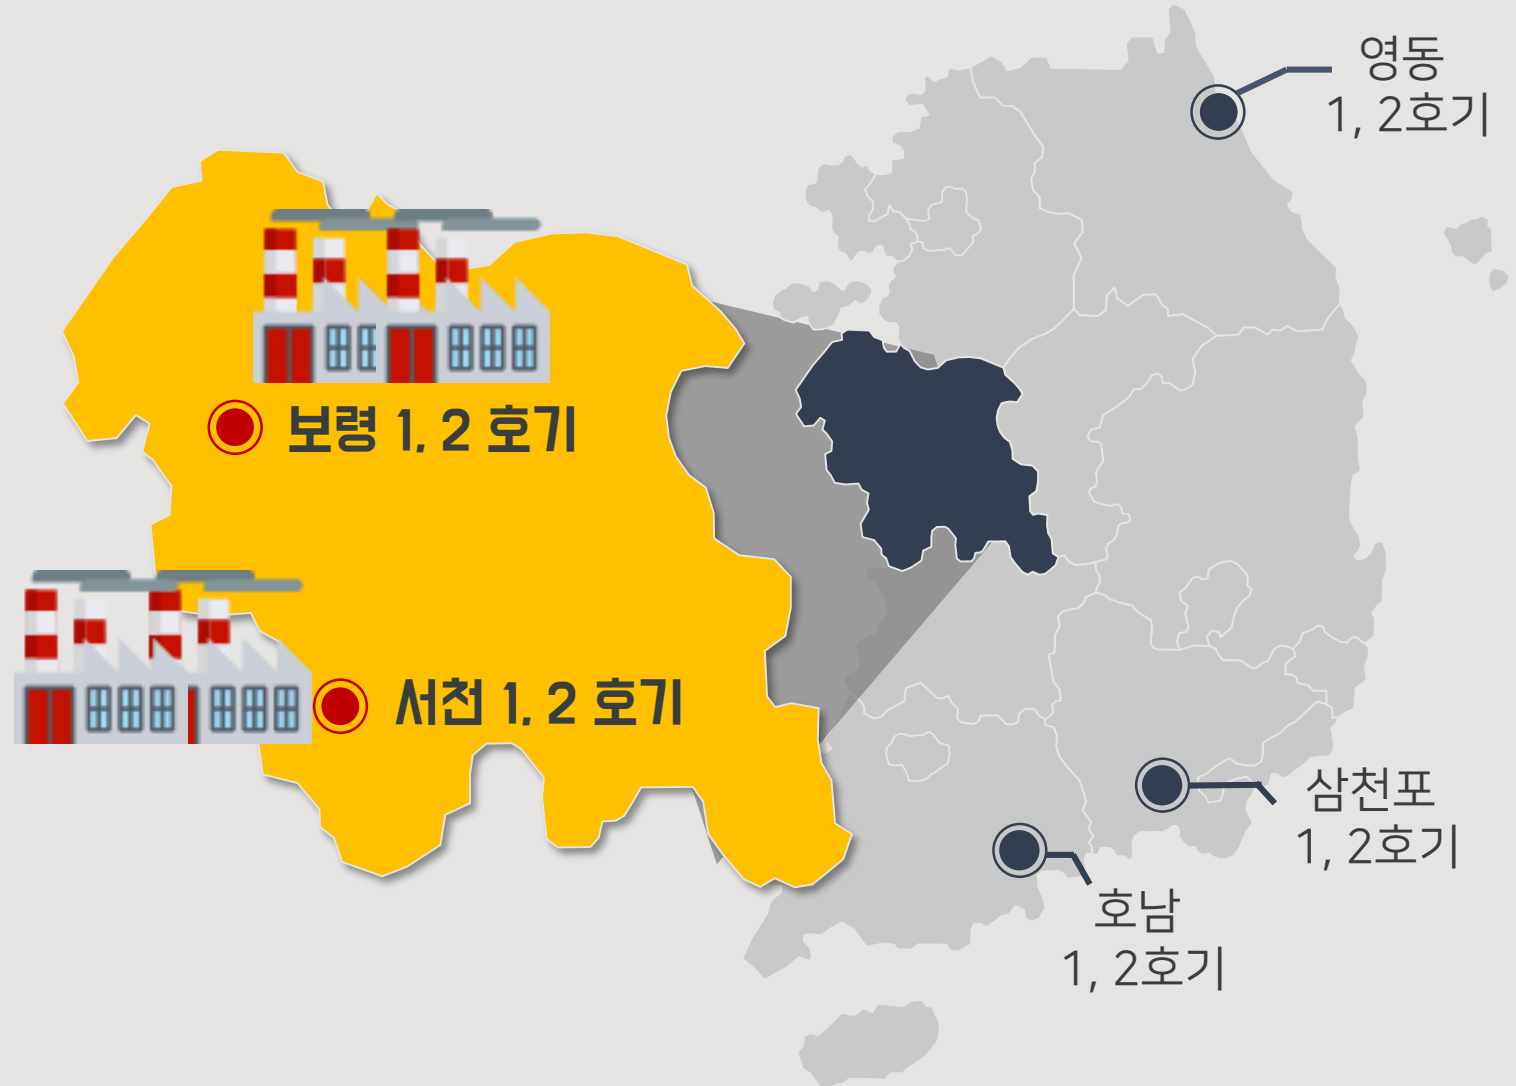 영동
1, 2호기
보령 1, 2 호기
서천 1, 2 호기
삼천포
1, 2호기
호남
1, 2호기